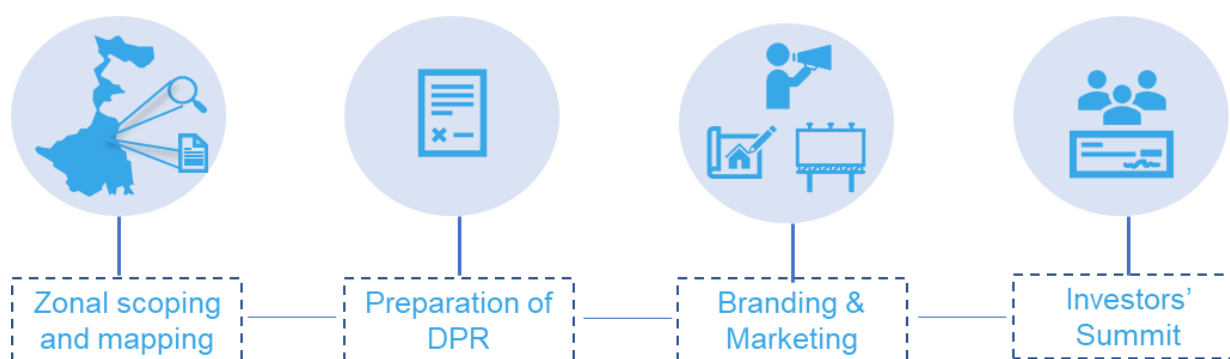 Zonal scoping
and mapping
Preparation of
DPR
Branding &
Marketing
Investors’
Summit